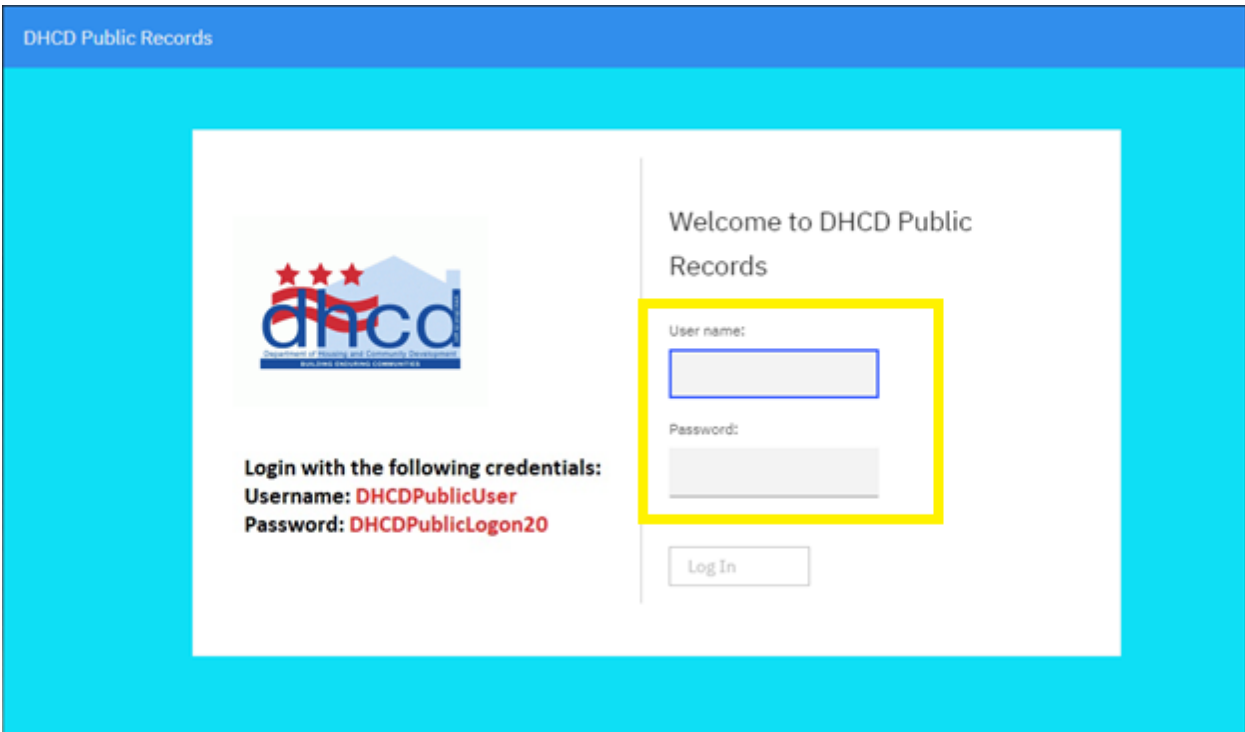 DHCD Public Records
dhcd
Department of Housing and Community Development
BUILDING ENDURING COMMUNITIES
Login with the following credentials:
Username: DHCDPublicUser
Password: DHCDPublicLogon20
Welcome to DHCD Public
Records
User name:
Password:
Log In